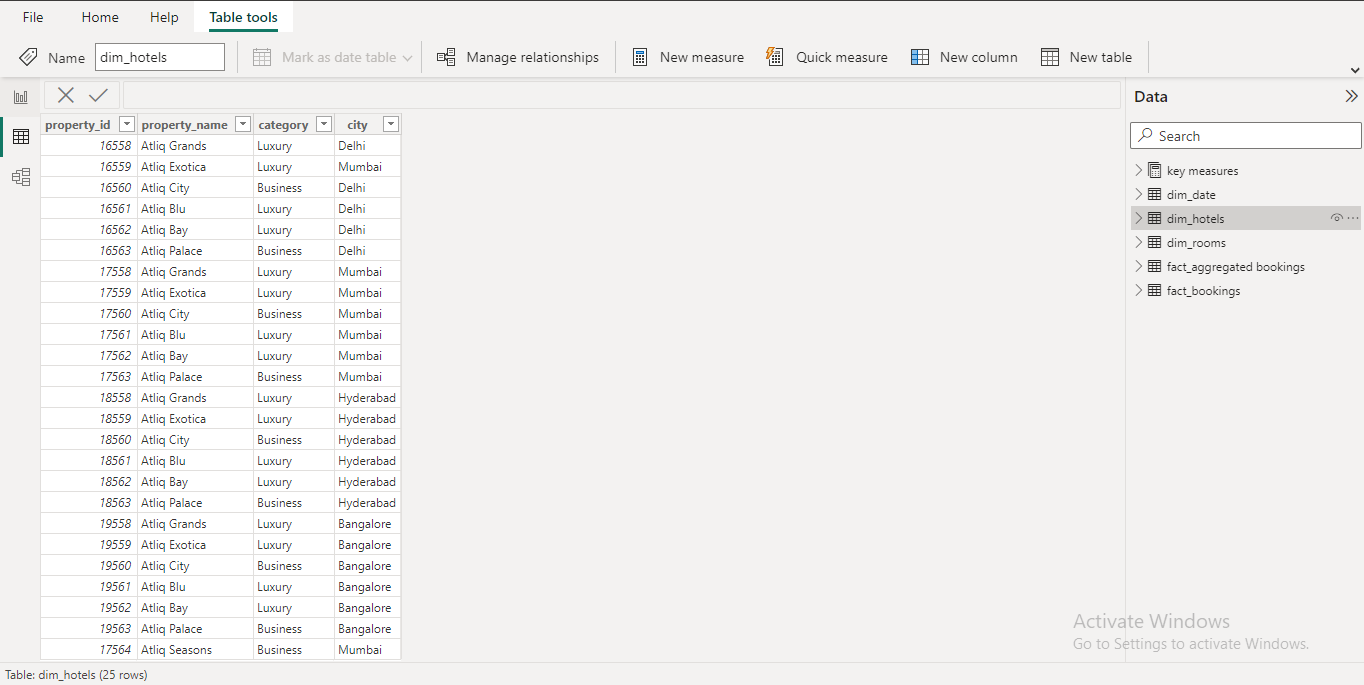 File Home Help Table tools
Name dim_hotels Mark as date table Manage relationships New measure Quick measure New column New table
Data
Search
key measures
dim_date
dim_hotels
dim_rooms
fact_aggregated bookings
fact_bookings
property_id property_name category city
16558 Atliq Grands Luxury Delhi
16559 Atliq Exotica Luxury Mumbai
16560 Atliq City Business Delhi
16561 Atliq Blu Luxury Delhi
16562 Atliq Bay Luxury Delhi
16563 Atliq Palace Business Delhi
17558 Atliq Grands Luxury Mumbai
17559 Atliq Exotica Luxury Mumbai
17560 Atliq City Business Mumbai
17561 Atliq Blu Luxury Mumbai
17562 Atliq Bay Luxury Mumbai
17563 Atliq Palace Business Mumbai
18558 Atliq Grands Luxury Hyderabad
18559 Atliq Exotica Luxury Hyderabad
18560 Atliq City Business Hyderabad
18561 Atliq Blu Luxury Hyderabad
18562 Atliq Bay Luxury Hyderabad
18563 Atliq Palace Business Hyderabad
19558 Atliq Grands Luxury Bangalore
19559 Atliq Exotica Luxury Bangalore
19560 Atliq City Business Bangalore
19561 Atliq Blu Luxury Bangalore
19562 Atliq Bay Luxury Bangalore
19563 Atliq Palace Business Bangalore
17564 Atliq Seasons Business Mumbai
Activate Windows
Go to Settings to activate Windows.
Table: dim_hotels (25 rows)